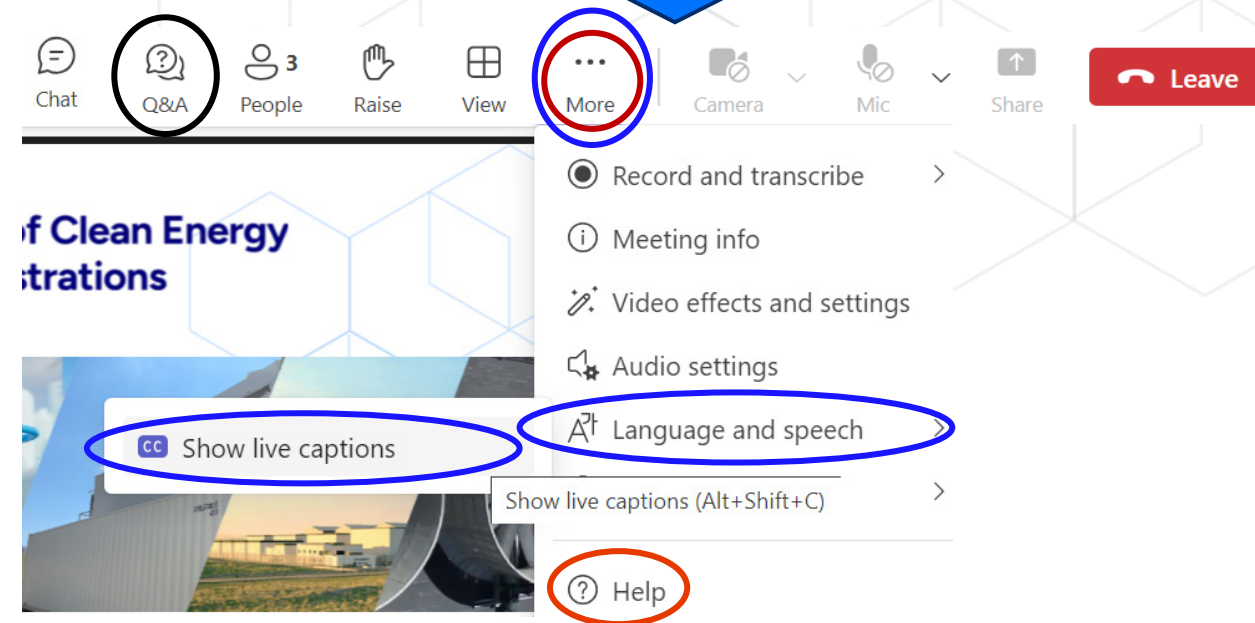 Chat
Q&A
People
3
Raise
View
More
Camera
Mic
Share
Leave
Record and transcribe
Meeting info
of Clean Energy
strations
Video effects and settings
Audio settings
Language and speech
CC Show live captions
Show live captions (Alt+Shift+C)
Help